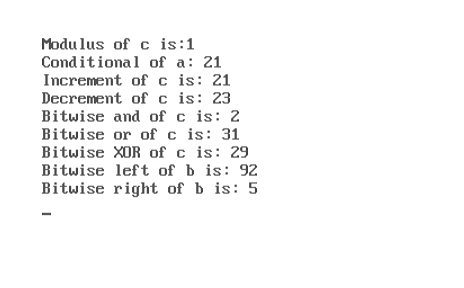 Modulus of c is:1
Conditional of a: 21
Increment of c is: 21
Decrement of c is: 23
Bitwise and of c is: 2
Bitwise or of c is: 31
Bitwise XOR of c is: 29
Bitwise left of b is: 92
Bitwise right of b is: 5